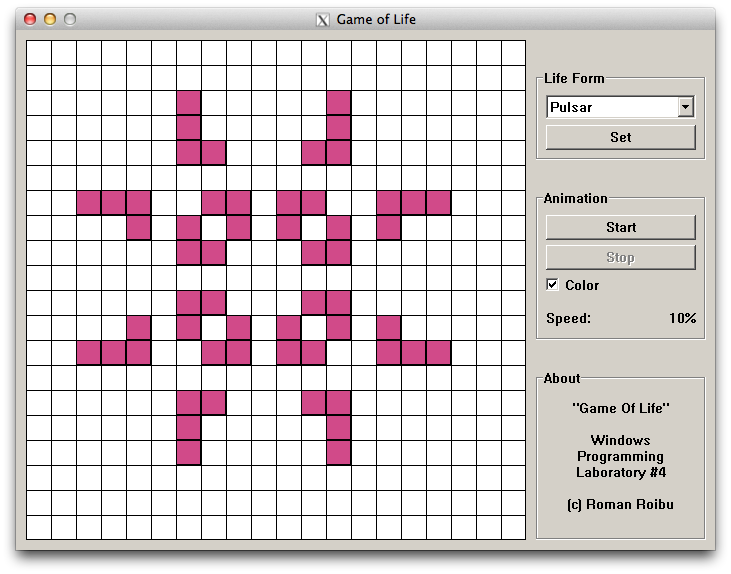 Game of Life
Life Form
Pulsar
Set
Animation
Start
Stop
Color
Speed: 10%
About
"Game Of Life"
Windows
Programming
Laboratory #4
(c) Roman Roibu